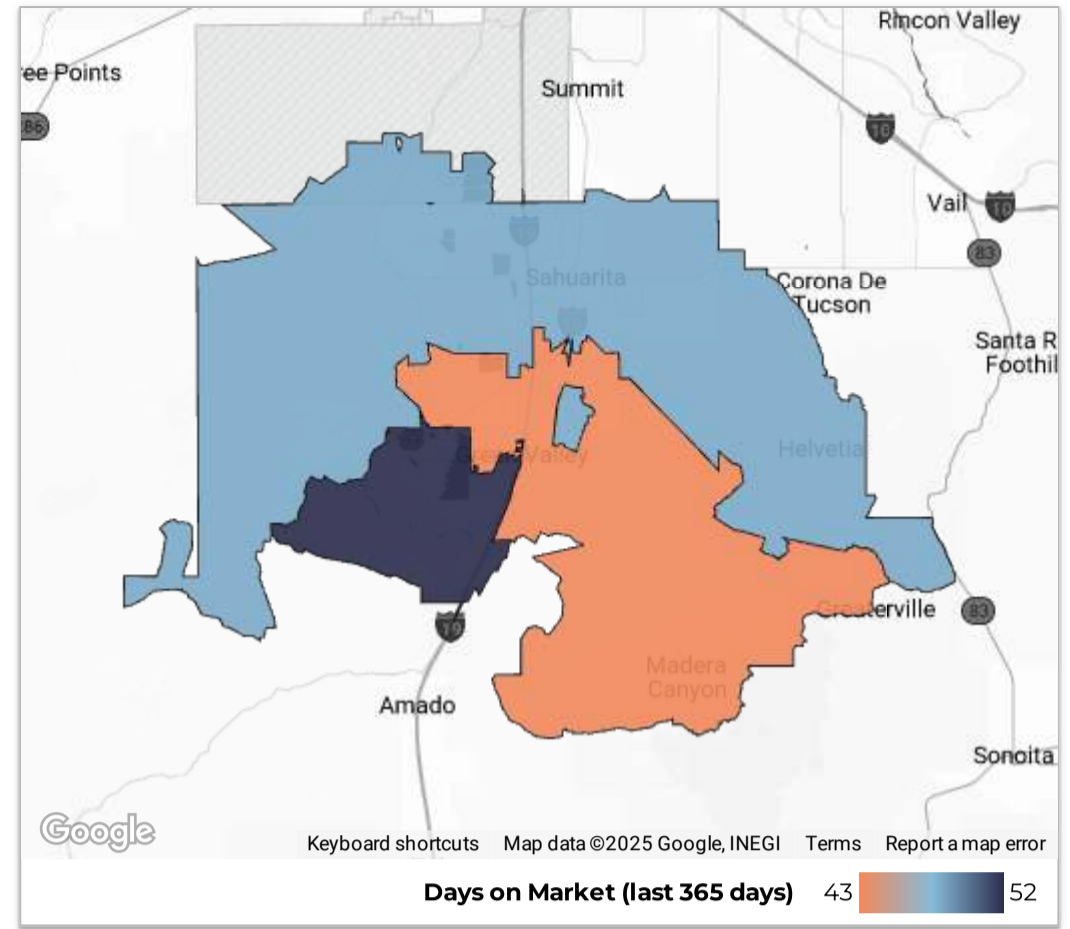 Rincon Valley
ree Points
Summit
86
10
Vail
10
83
Sahuarita
Corona De
Tucson
Santa R
Foothil
Helvetia
Green Valley
Greaterville
83
19
Madera
Canyon
Amado
Sonoita
Google
Keyboard shortcuts Map data ©2025 Google, INEGI Terms Report a map error
Days on Market (last 365 days) 43 52